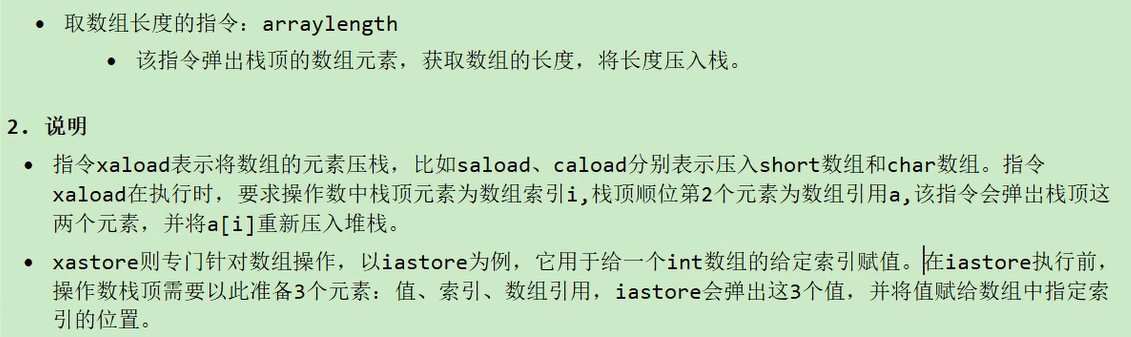 • 取数组长度的指令：arraylength
• 该指令弹出栈顶的数组元素，获取数组的长度，将长度压入栈。
2. 说明
• 指令xaload表示将数组的元素压栈，比如saload、caload分别表示压入short数组和char数组。指令
xaload在执行时，要求操作数中栈顶元素为数组索引i,栈顶顺位第2个元素为数组引用a,该指令会弹出栈顶这
两个元素，并将a[i]重新压入堆栈。
• xastore则专门针对数组操作，以iastore为例，它用于给一个int数组的给定索引赋值。在iastore执行前，
操作数栈顶需要以此准备3个元素：值、索引、数组引用，iastore会弹出这3个值，并将值赋给数组中指定索
引的位置。